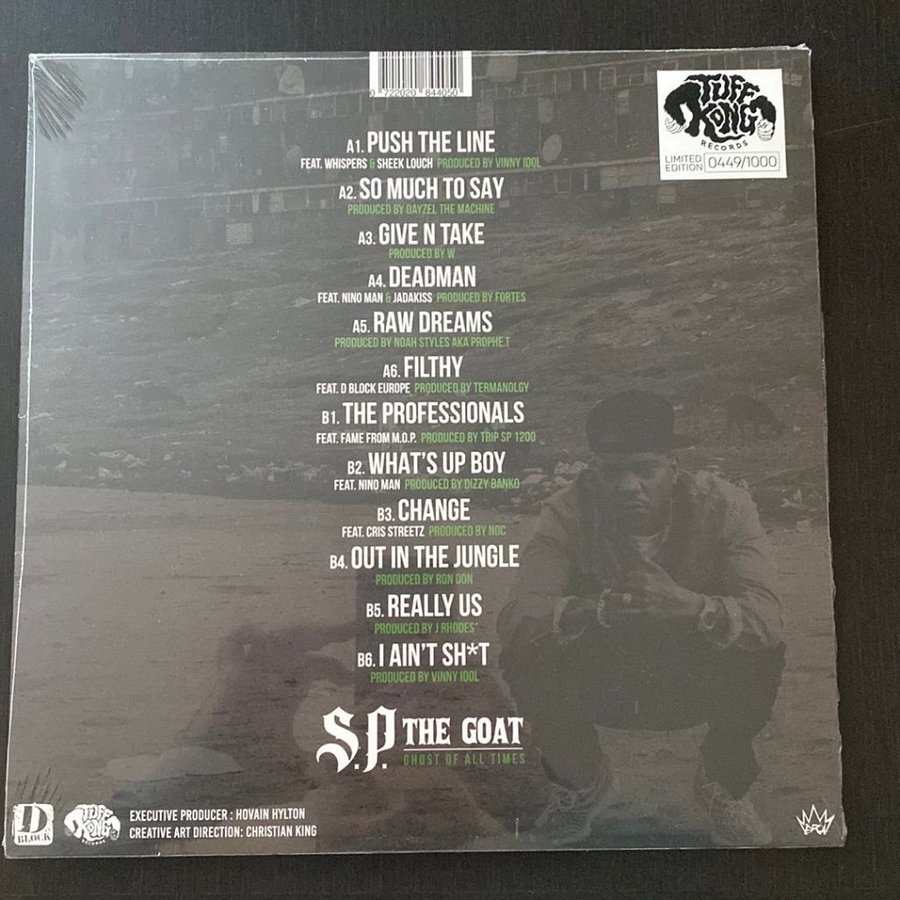 0 722020 844050
TUFF
KONG
RECORDS
LIMITED
EDITION
0449/1000
A1. PUSH THE LINE
FEAT. WHISPERS & SHEEK LOUCH PRODUCED BY VINNY IDOL
A2. SO MUCH TO SAY
PRODUCED BY DAYZEL THE MACHINE
A3. GIVE N TAKE
PRODUCED BY W
A4. DEADMAN
FEAT. NINO MAN & JADAKISS PRODUCED BY FORTES
A5. RAW DREAMS
PRODUCED BY NOAH STYLES AKA PROPHE.T
A6. FILTHY
FEAT. D BLOCK EUROPE PRODUCED BY TERMANOLGY
B1. THE PROFESSIONALS
FEAT. FAME FROM M.O.P. PRODUCED BY TRIP SP 1200
B2. WHAT'S UP BOY
FEAT. NINO MAN PRODUCED BY DIZZY BANKO
B3. CHANGE
FEAT. CRIS STREETZ PRODUCED BY NOC
B4. OUT IN THE JUNGLE
PRODUCED BY RON DON
B5. REALLY US
PRODUCED BY J RHODES*
B6. I AIN'T SH*T
PRODUCED BY VINNY IDOL
S.P. THE GOAT
GHOST OF ALL TIMES
D
BLOCK
TUFF
KONG
RECORDS
EXECUTIVE PRODUCER : HOVAIN HYLTON
CREATIVE ART DIRECTION: CHRISTIAN KING